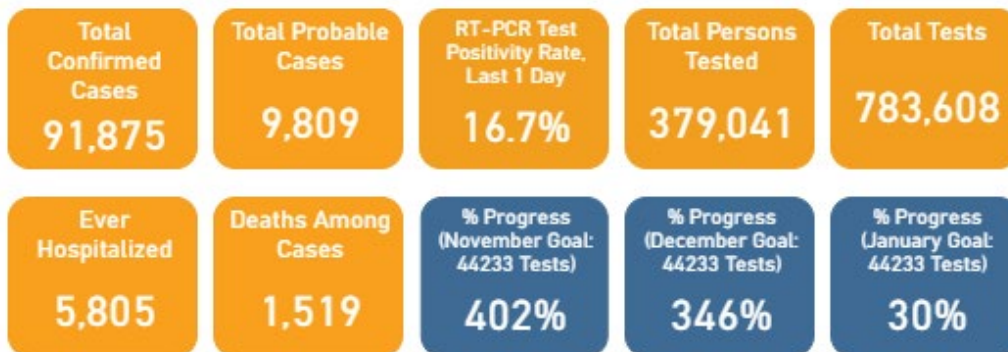 Total
Confirmed
Cases
91,875
Total Probable
Cases
9,809
RT-PCR Test
Positivity Rate,
Last 1 Day
16.7%
Total Persons
Tested
379,041
Total Tests
783,608
Ever
Hospitalized
5,805
Deaths Among
Cases
1,519
% Progress
(November Goal:
44233 Tests)
402%
% Progress
(December Goal:
44233 Tests)
346%
% Progress
(January Goal:
44233 Tests)
30%